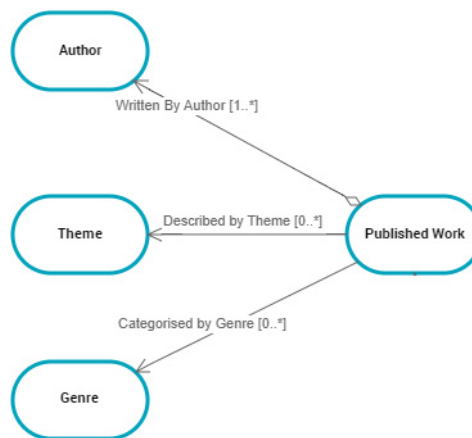 Author
Written By Author [1..*]
Described by Theme [0..*]
Theme
Published Work
Categorised by Genre [0..*]
Genre